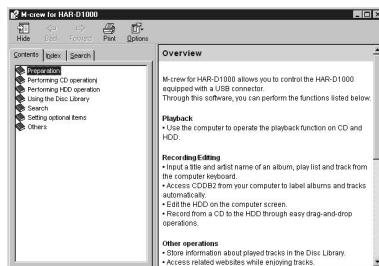 M-crew for HAR-D1000
Hide Back Forward Print Options
Contents Index Search
Preparation
Performing CD operation)
Performing HDD operation
Using the Disc Library
Search
Setting optional items
Others
Overview
M-crew for HAR-D1000 allows you to control the HAR-D1000
equipped with a USB connector.
Through this software, you can perform the functions listed below.
Playback
• Use the computer to operate the playback function on CD and
HDD.
Recording/Editing
• Input a title and artist name of an album, play list and track from
the computer keyboard.
• Access CDDB2 from your computer to label albums and tracks
automatically.
• Edit the HDD on the computer screen.
• Record from a CD to the HDD through easy drag-and-drop
operations.
Other operations
• Store information about played tracks in the Disc Library.
• Access related websites while enjoying tracks.